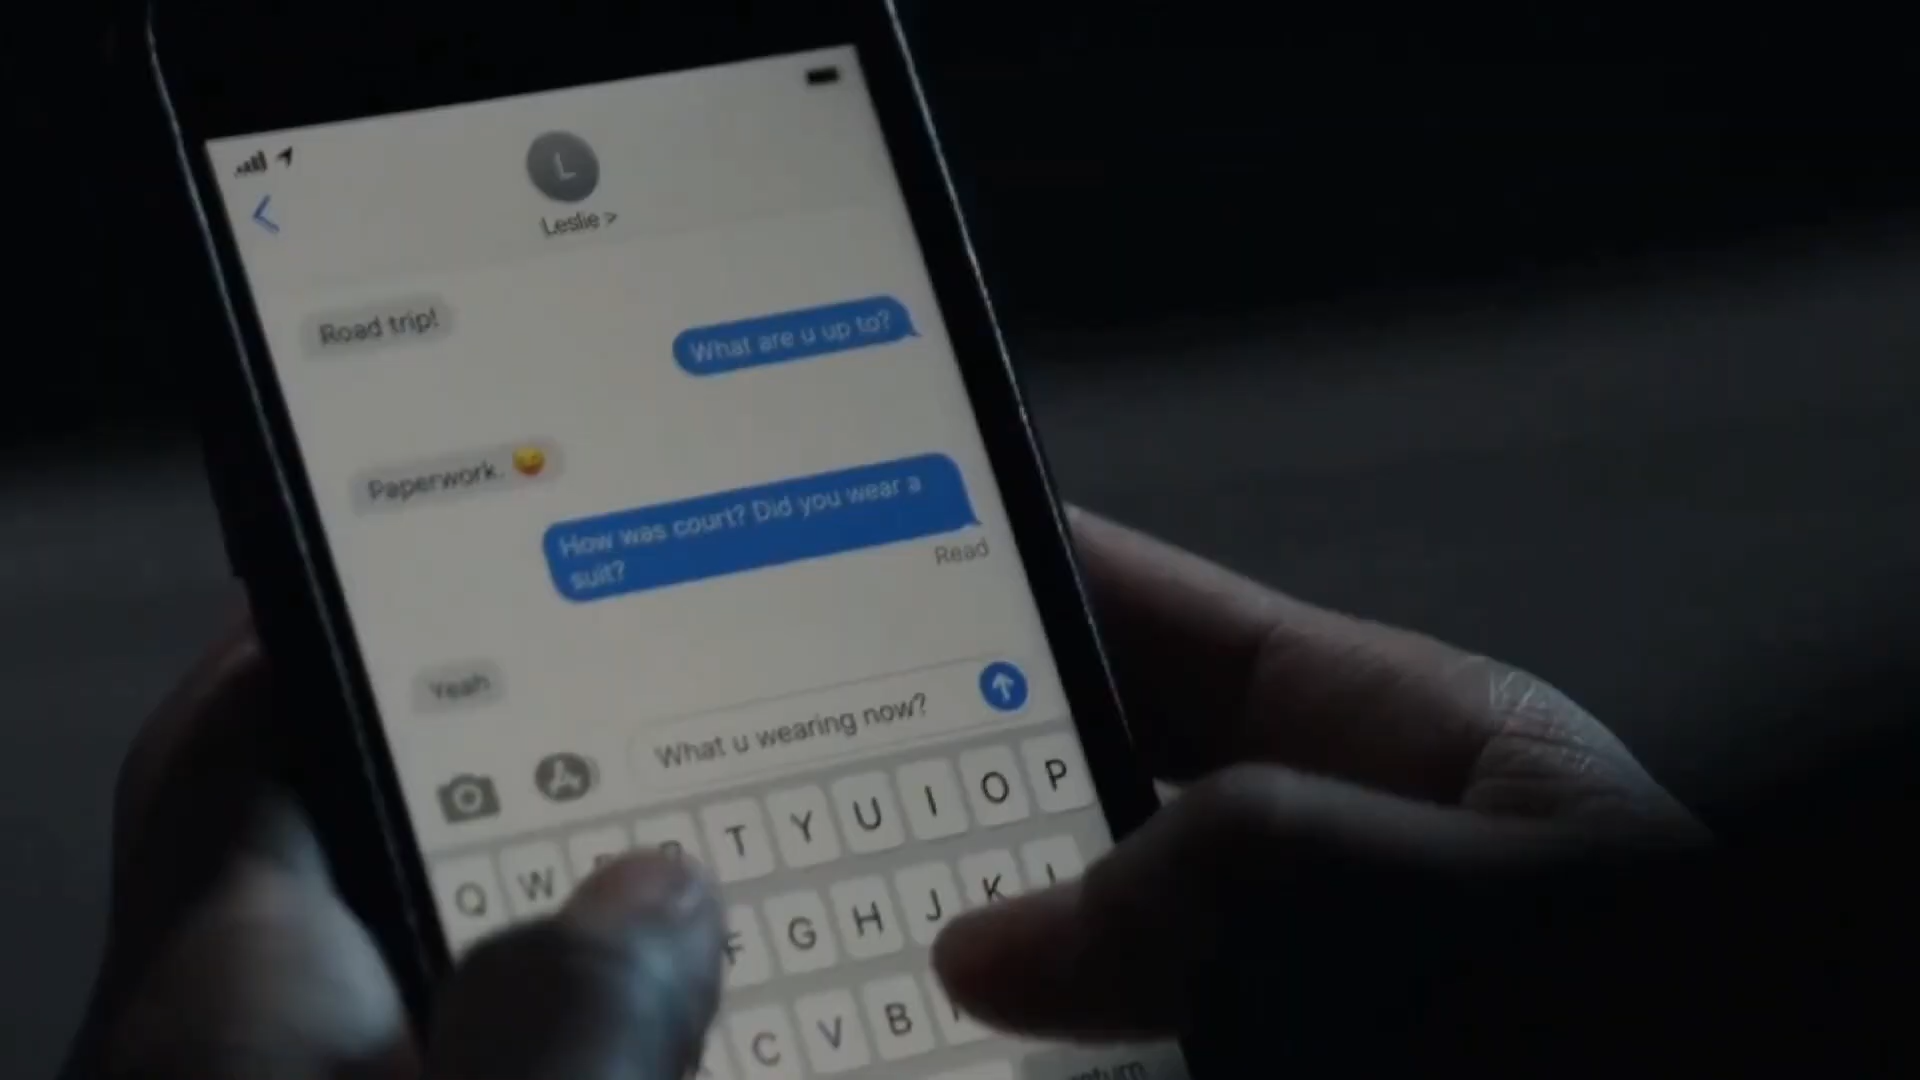 L
Leslie >
Road trip!
What are u up to?
Paperwork. 😝
How was court? Did you wear a
suit?
Read
Yeah
What u wearing now?
Q W T Y U I O P
F G H J K L
C V B
return